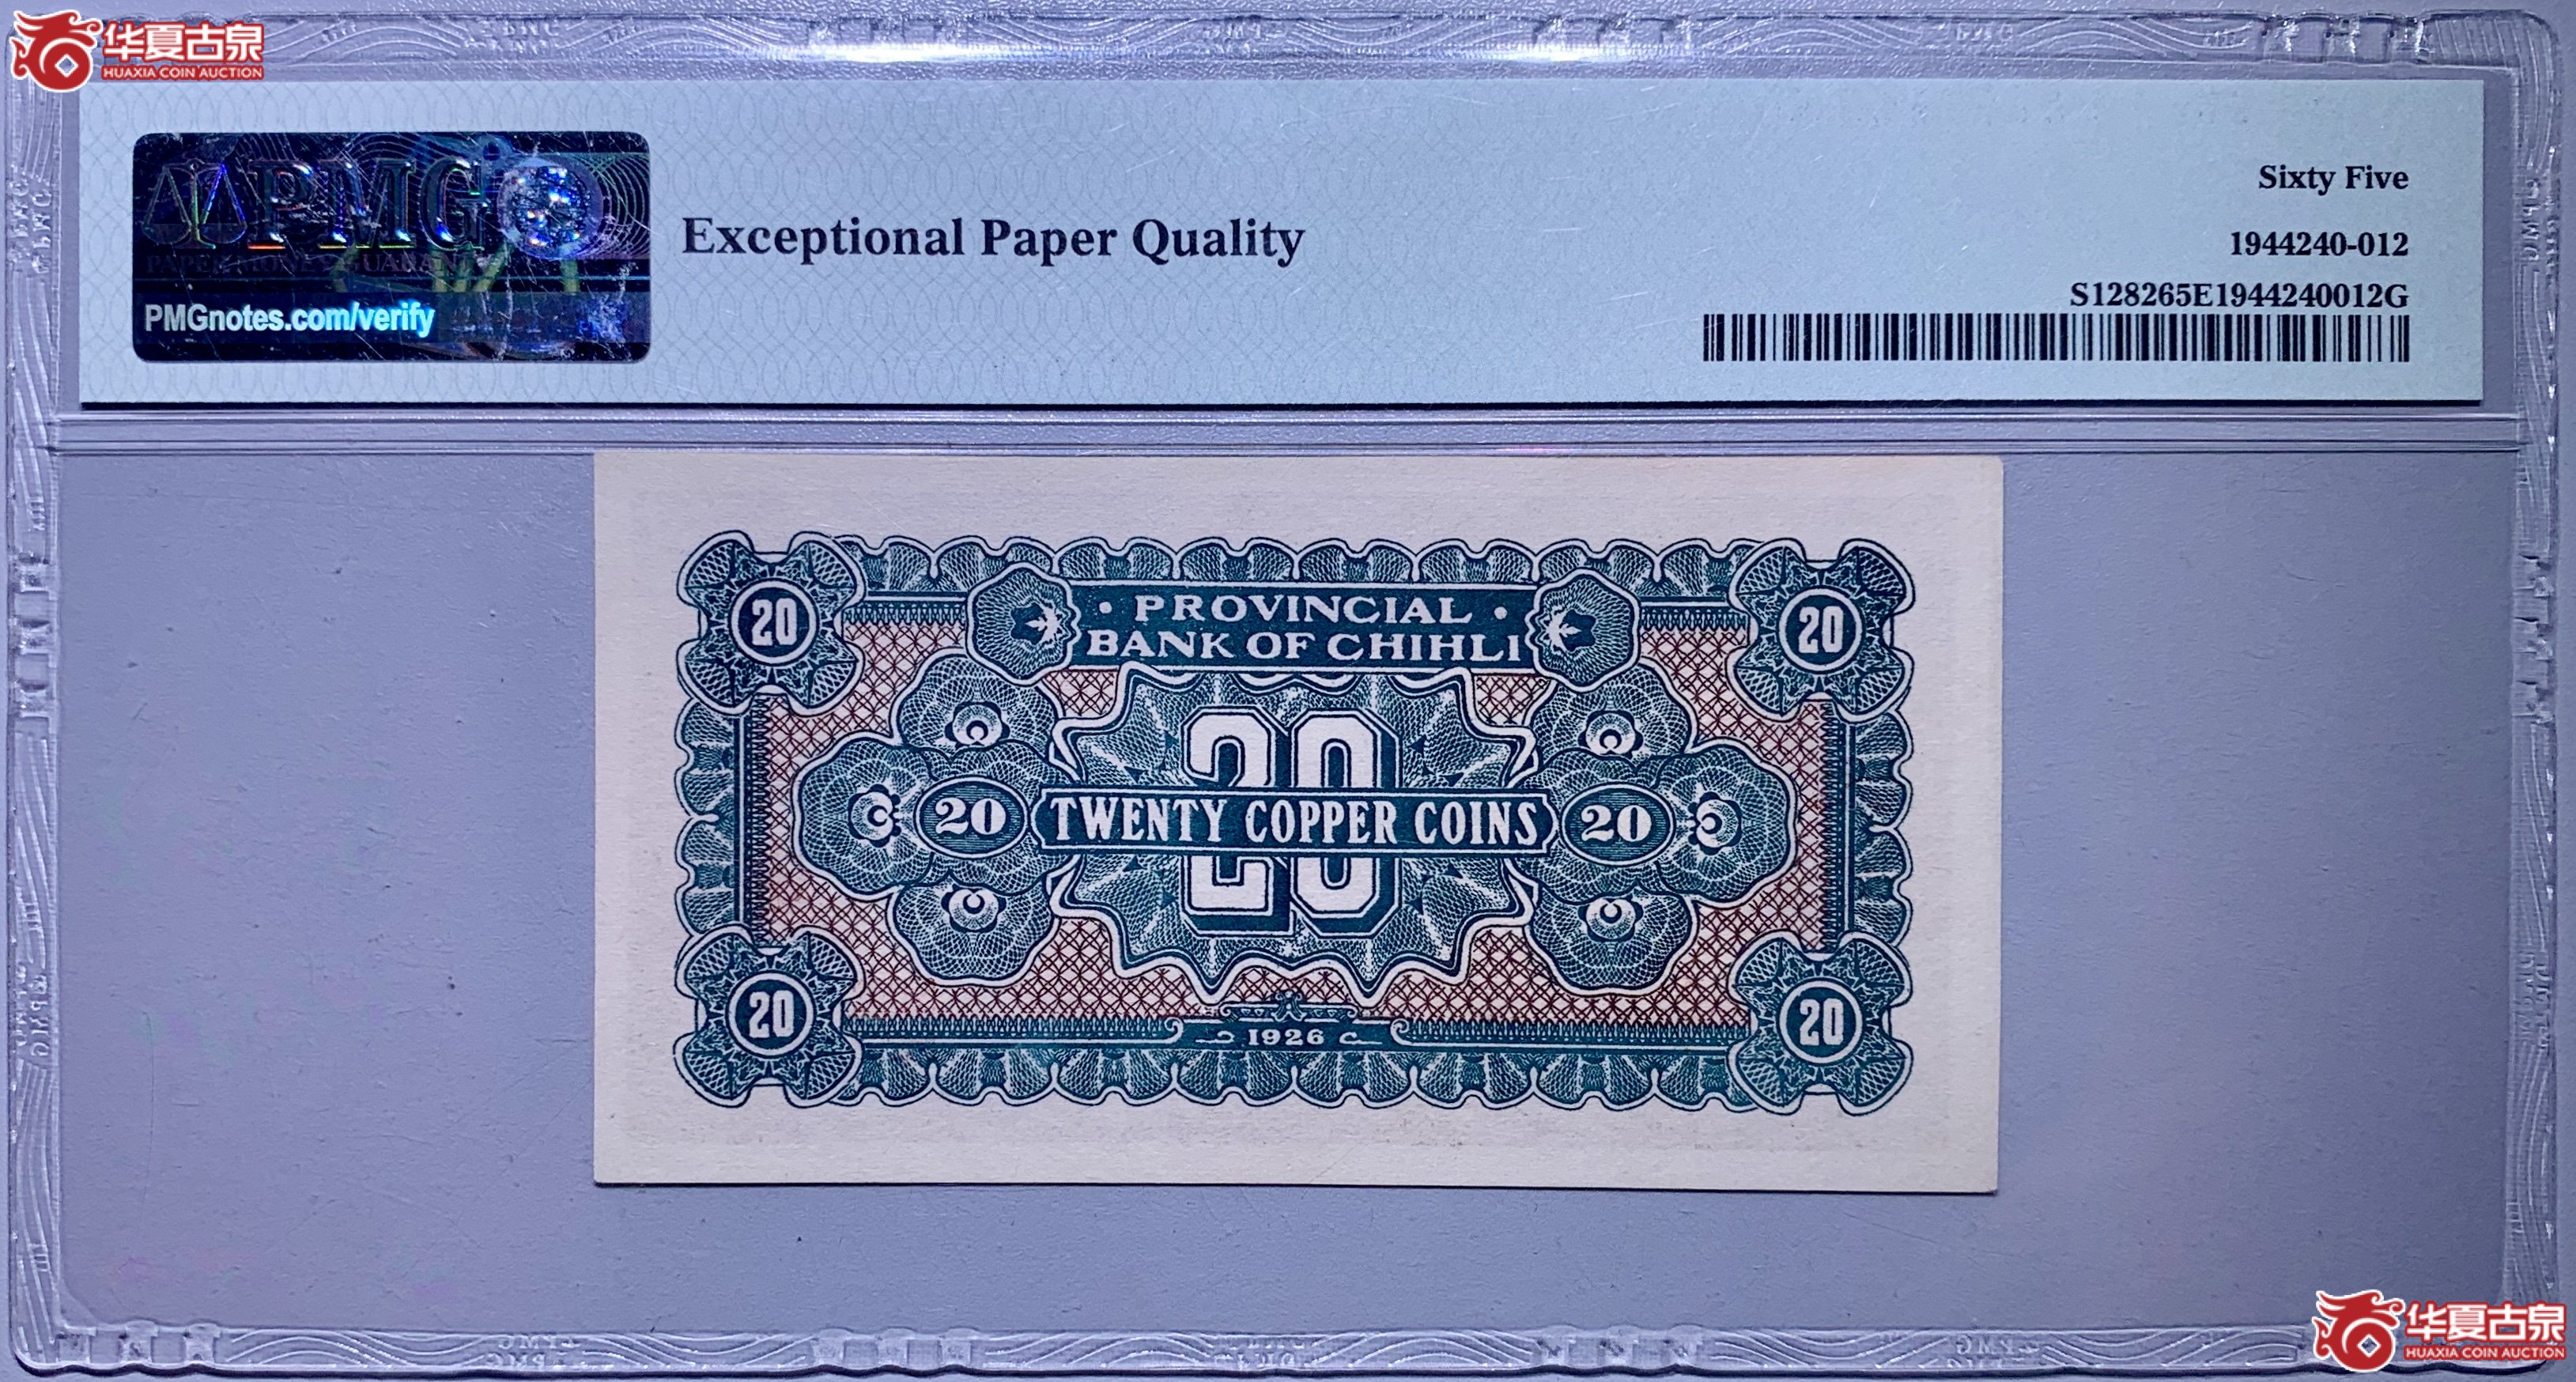 华夏古泉
HUAXIA COIN AUCTION
PMG
PMGnotes.com/verify
Exceptional Paper Quality
Sixty Five
1944240-012
S128265E1944240012G
20
20
· PROVINCIAL ·
BANK OF CHIHLI
20
20 TWENTY COPPER COINS 20
20
20
1926
华夏古泉
HUAXIA COIN AUCTION